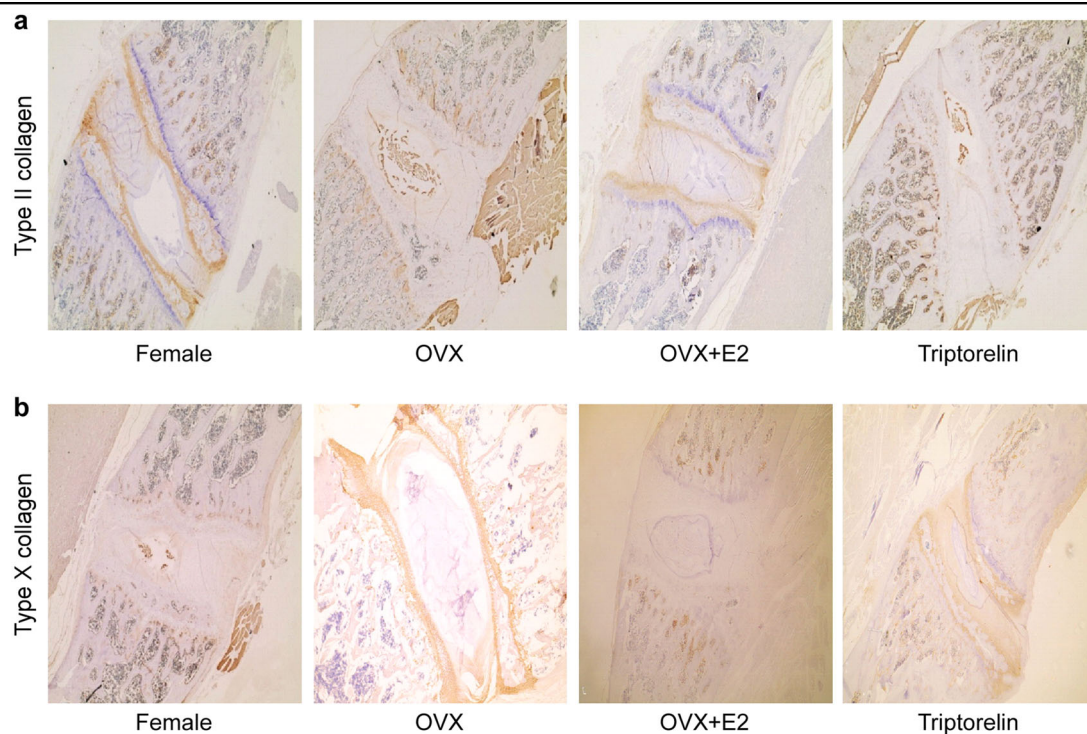 a
Type II collagen
Female OVX OVX+E2 Triptorelin
b
Type X collagen
Female OVX OVX+E2 Triptorelin